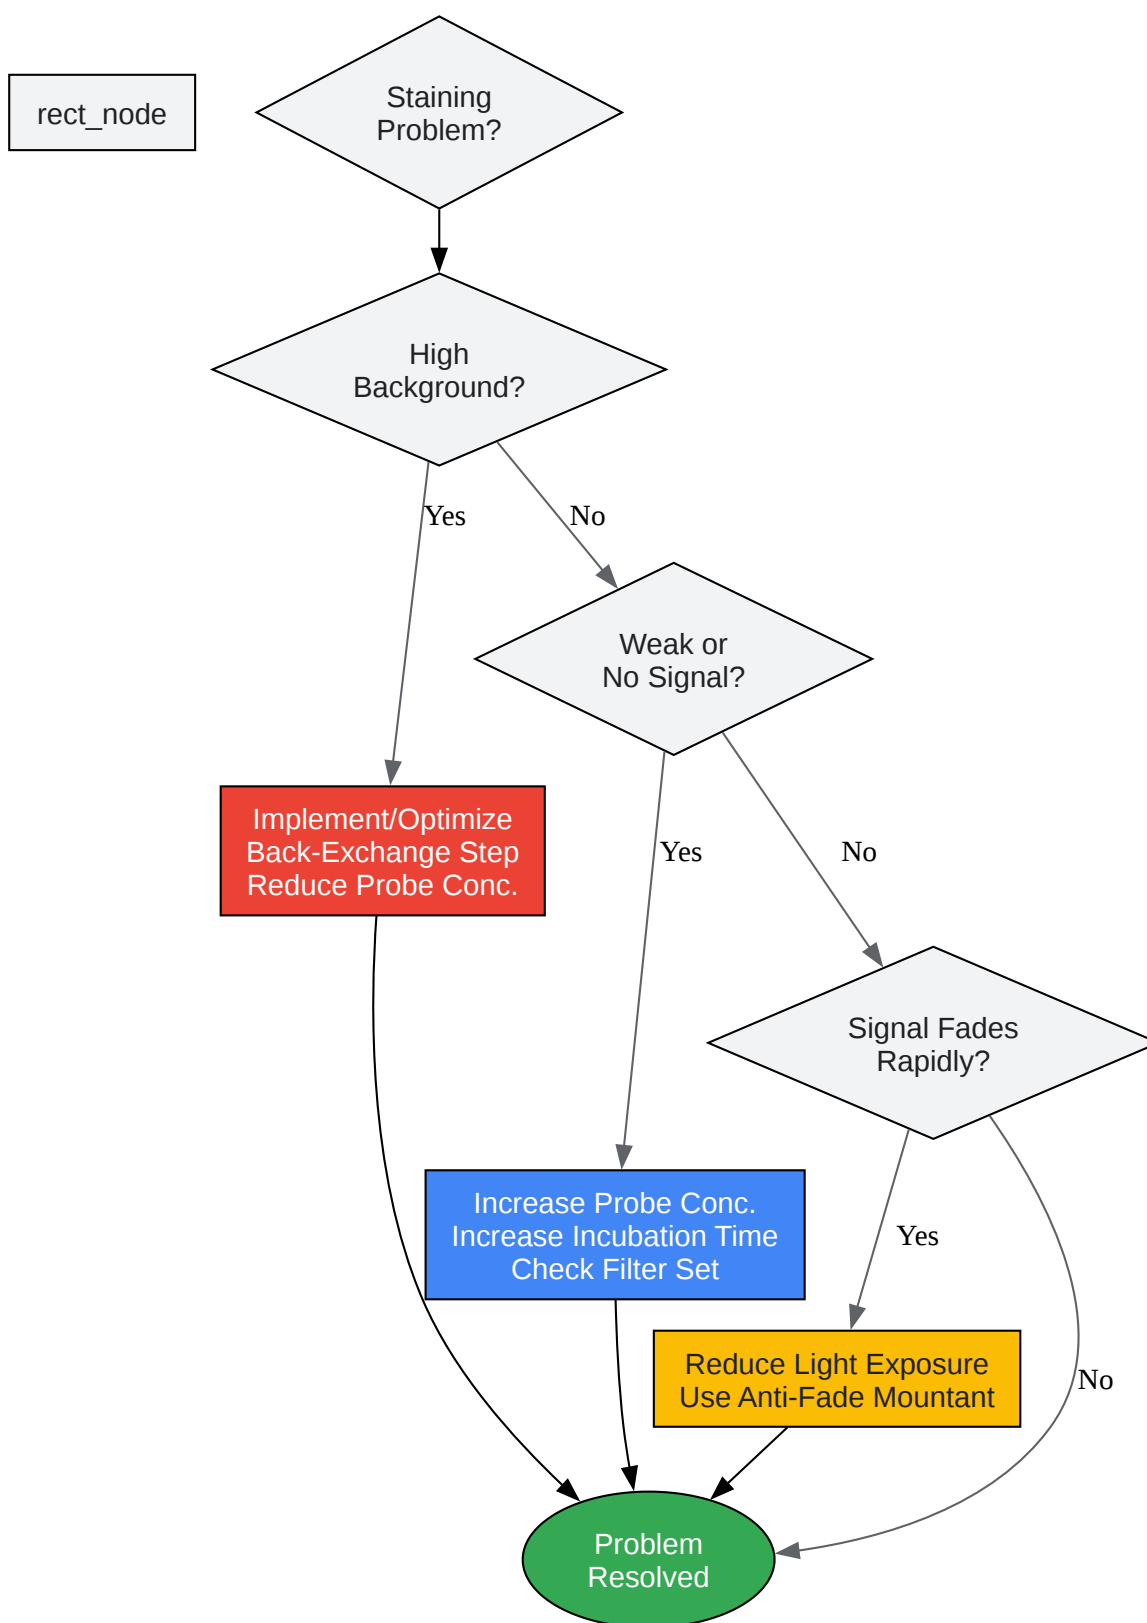 rect_node
Staining
Problem?
High
Background?
Yes
No
Weak or
No Signal?
Implement/Optimize
Back-Exchange Step
Reduce Probe Conc.
Yes
No
Signal Fades
Rapidly?
Increase Probe Conc.
Increase Incubation Time
Check Filter Set
Yes
Reduce Light Exposure
Use Anti-Fade Mountant
No
Problem
Resolved